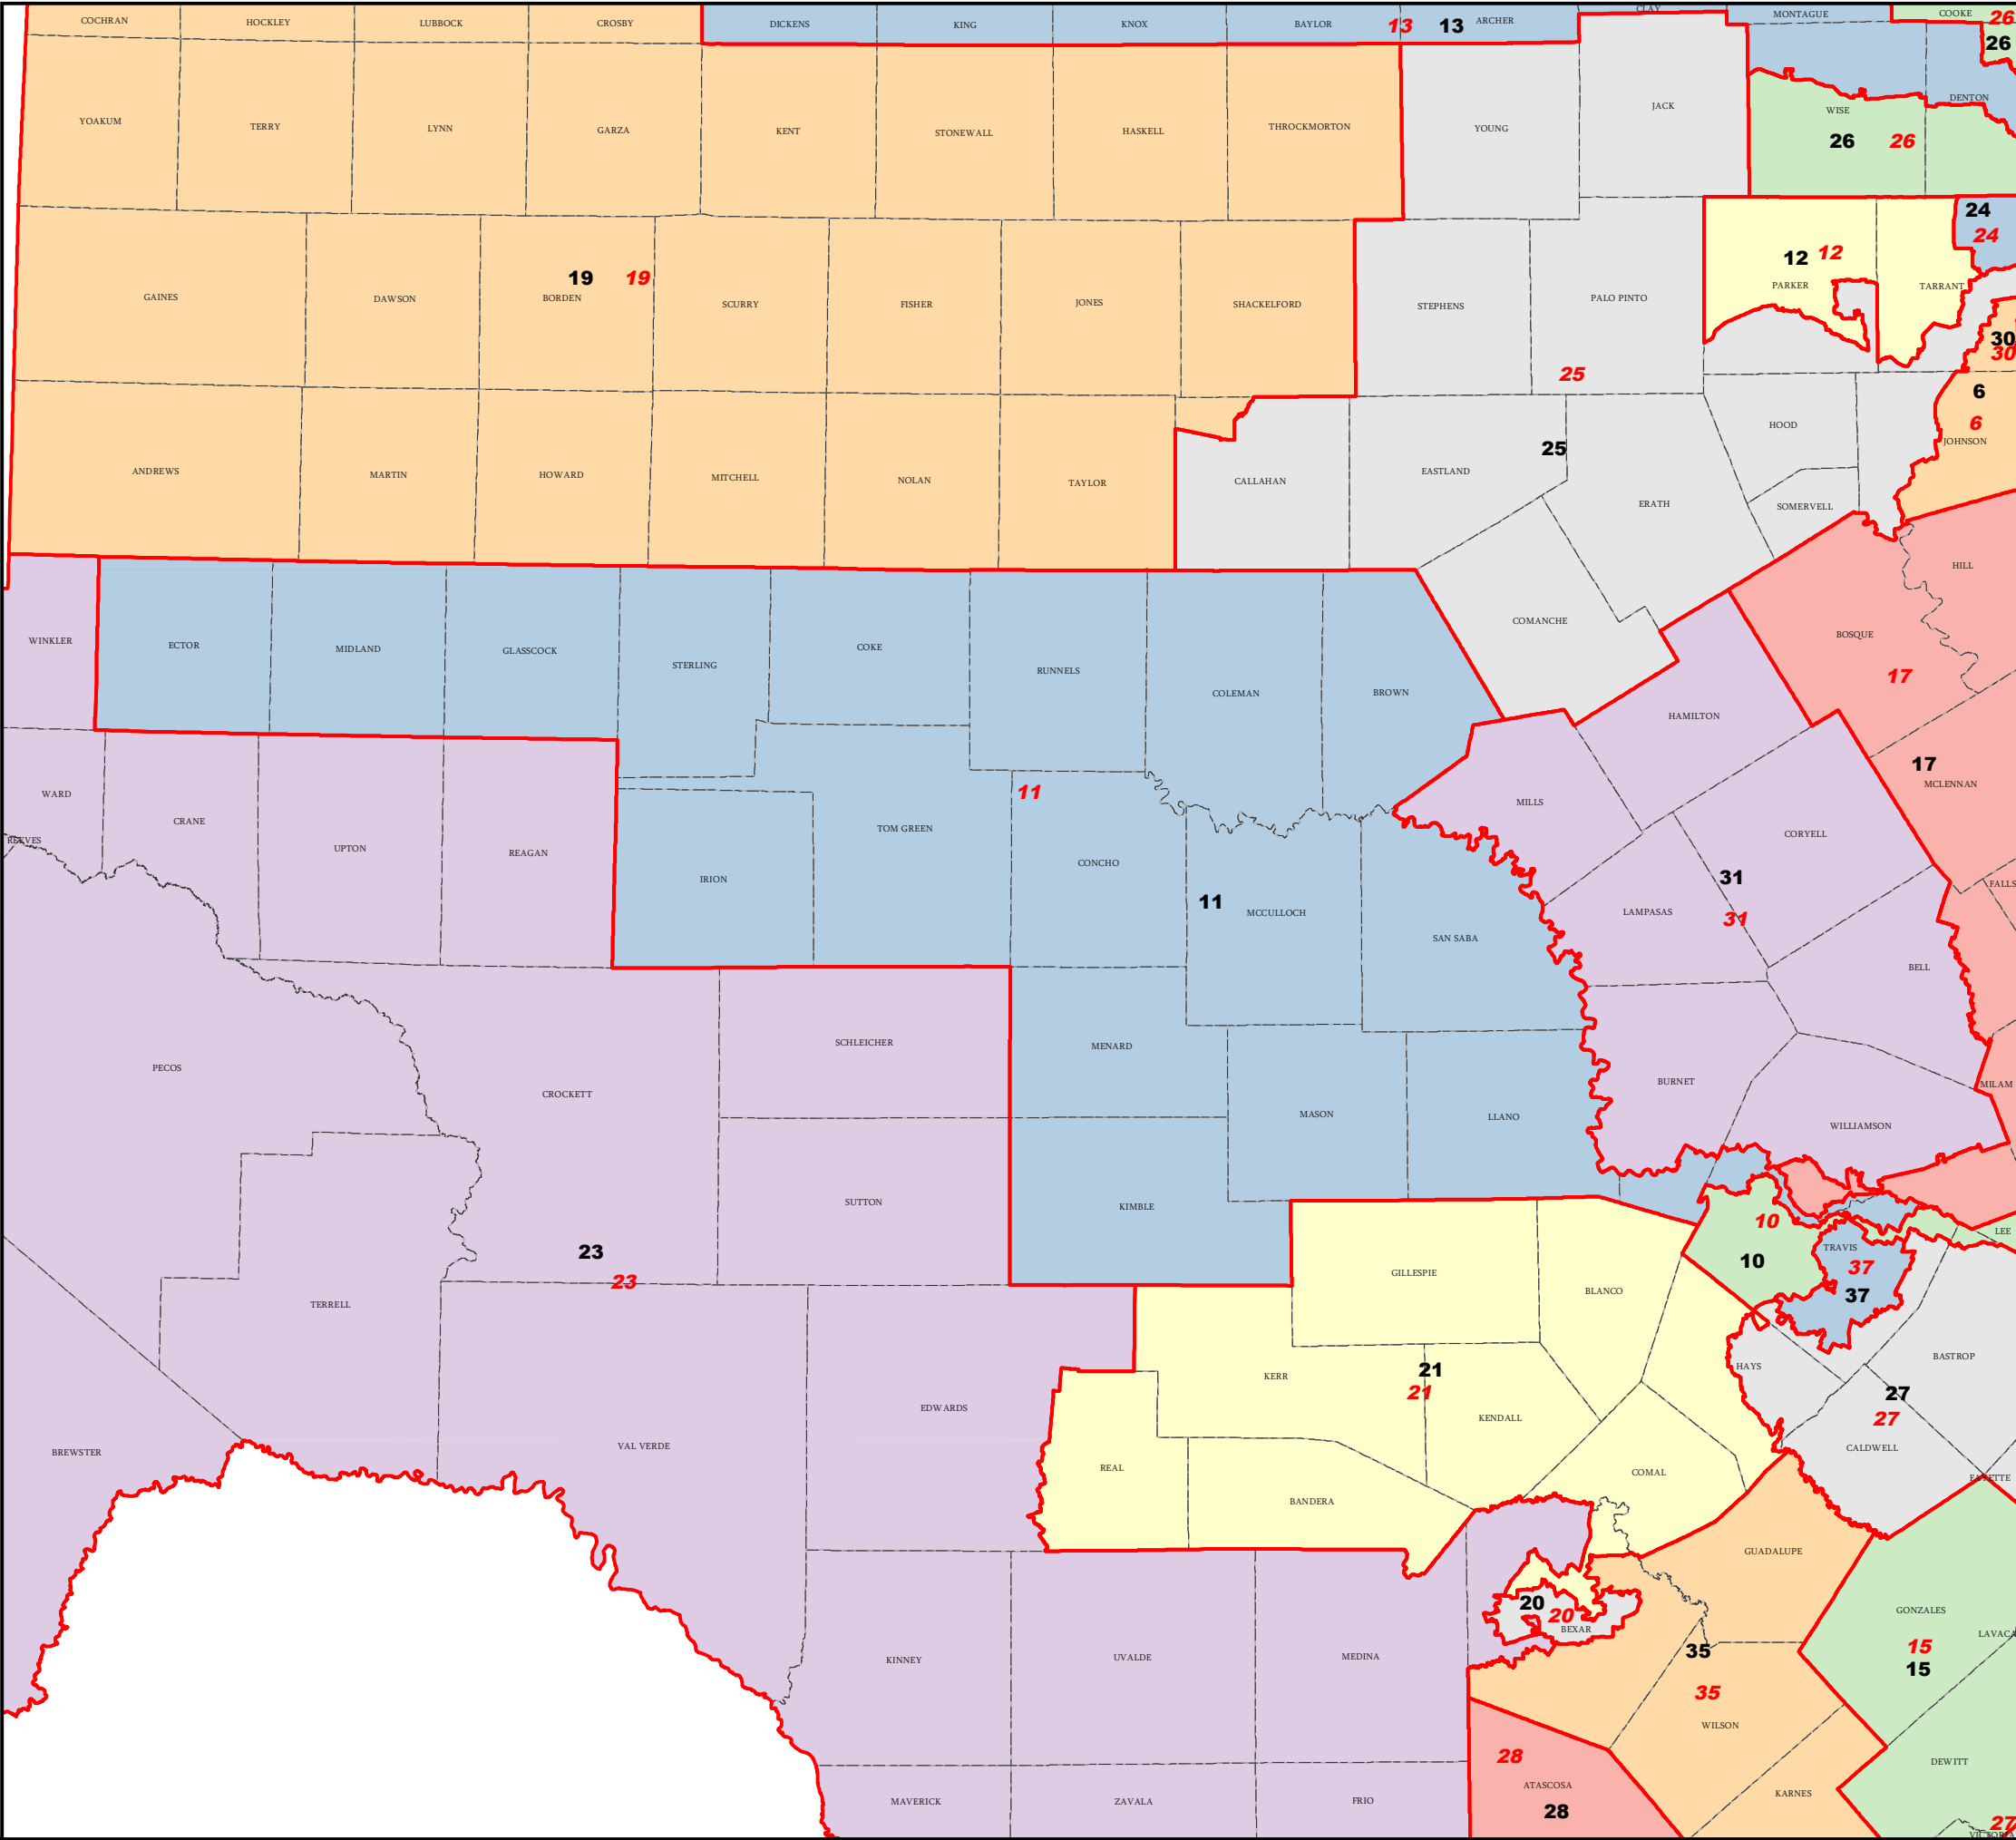 COCHRAN HOCKLEY LUBBOCK CROSBY DICKENS KING KNOX BAYLOR 13 13 ARCHER CLAY MONTAGUE COOKE 26
26
YOAKUM TERRY LYNN GARZA KENT STONEWALL HASKELL THROCKMORTON YOUNG JACK WISE DENTON
26 26
24
24
12 12
PARKER TARRANT
19 19
GAINES DAWSON BORDEN SCURRY FISHER JONES SHACKELFORD STEPHENS PALO PINTO
30
30
25
6
6
HOOD JOHNSON
25
ANDREWS MARTIN HOWARD MITCHELL NOLAN TAYLOR CALLAHAN EASTLAND ERATH SOMERVELL
HILL
WINKLER ECTOR MIDLAND GLASSCOCK STERLING COKE RUNNELS COLEMAN BROWN COMANCHE BOSQUE
17
HAMILTON
17
MCLENNAN
WARD CRANE UPTON REAGAN TOM GREEN 11 MILLS CORYELL
REEVES
IRION CONCHO 11 MCCULLOCH SAN SABA LAMPASAS 31 FALLS
31
BELL
PECOS CROCKETT SCHLEICHER MENARD MASON LLANO BURNET MILAM
WILLIAMSON
SUTTON KIMBLE
10
LEE
23
23
10 TRAVIS
37
37
TERRELL GILLESPIE BLANCO
BASTROP
KERR 21 HAYS
21
27
27
BREWSTER VAL VERDE EDWARDS KENDALL CALDWELL
REAL BANDERA COMAL FAYETTE
GUADALUPE
20 20
BEXAR
GONZALES
LAVACA
KINNEY UVALDE MEDINA 35 15
15
35
WILSON
28
ATASCOSA DEWITT
28
MAVERICK ZAVALA FRIO KARNES
27
VICTORIA